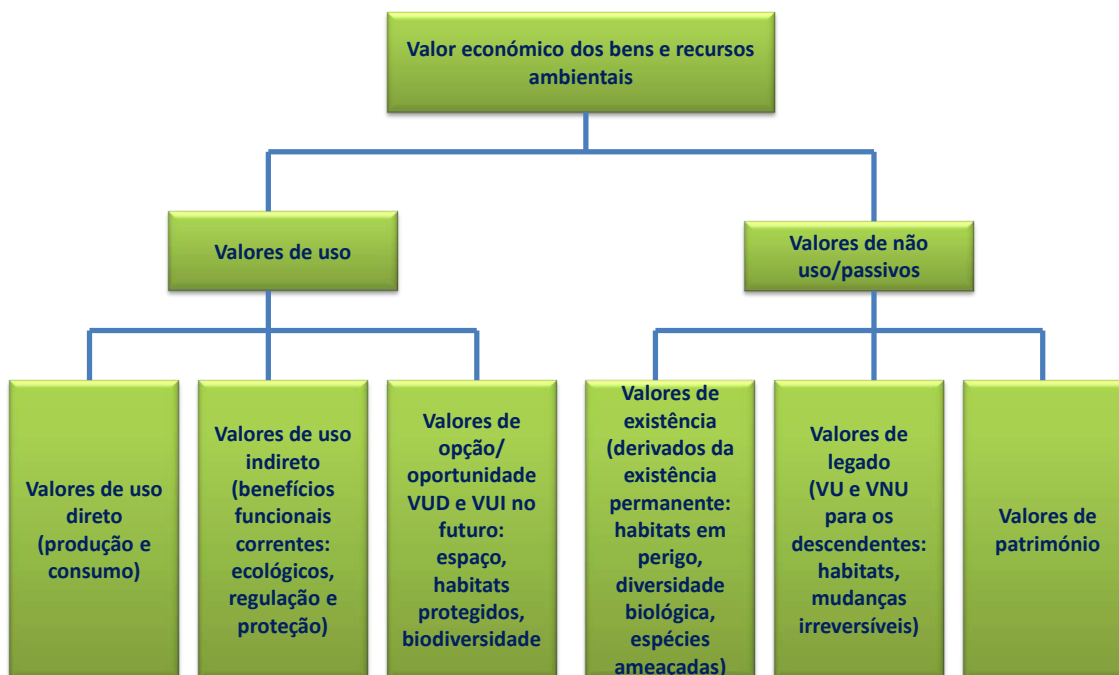 Valor económico dos bens e recursos
ambientais
Valores de uso
Valores de não
uso/passivos
Valores de uso
direto
(produção e
consumo)
Valores de uso
indireto
(benefícios
funcionais
correntes:
ecológicos,
regulação e
proteção)
Valores de
opção/
oportunidade
VUD e VUI no
futuro:
espaço,
habitats
protegidos,
biodiversidade
Valores de
existência
(derivados da
existência
permanente:
habitats em
perigo,
diversidade
biológica,
espécies
ameaçadas)
Valores de
legado
(VU e VNU
para os
descendentes:
habitats,
mudanças
irreversíveis)
Valores de
património